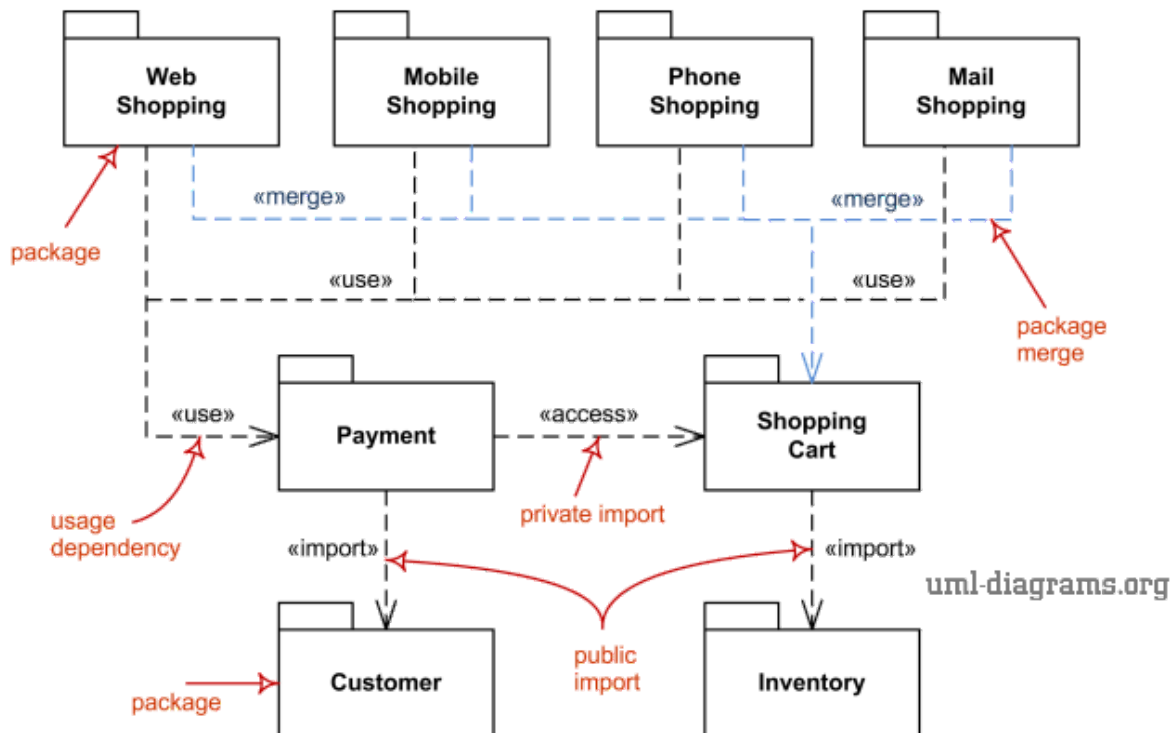 Web
Shopping
Mobile
Shopping
Phone
Shopping
Mail
Shopping
«merge»
«merge»
package
«use»
«use»
package
merge
«use»
Payment
«access»
Shopping
Cart
usage
dependency
private import
«import»
«import»
uml-diagrams.org
public
import
package
Customer
Inventory